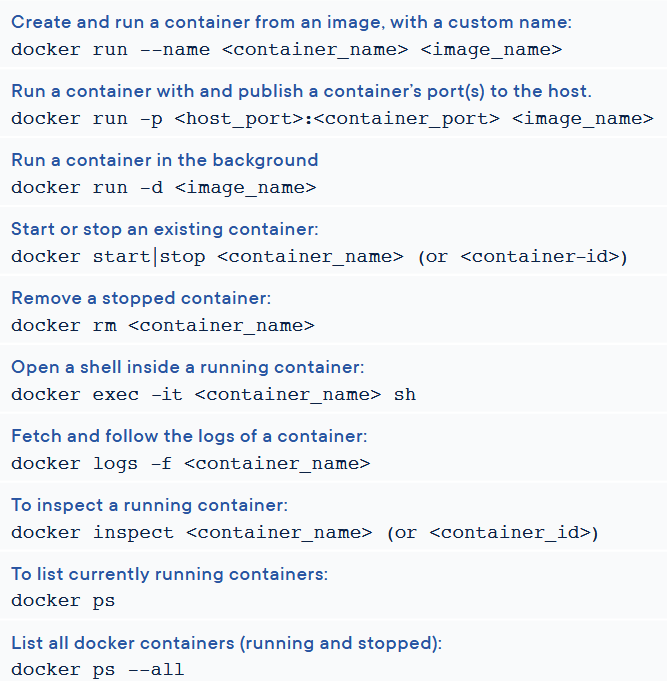 Create and run a container from an image, with a custom name:
docker run --name <container_name> <image_name>
Run a container with and publish a container’s port(s) to the host.
docker run -p <host_port>:<container_port> <image_name>
Run a container in the background
docker run -d <image_name>
Start or stop an existing container:
docker start|stop <container_name> (or <container-id>)
Remove a stopped container:
docker rm <container_name>
Open a shell inside a running container:
docker exec -it <container_name> sh
Fetch and follow the logs of a container:
docker logs -f <container_name>
To inspect a running container:
docker inspect <container_name> (or <container_id>)
To list currently running containers:
docker ps
List all docker containers (running and stopped):
docker ps --all